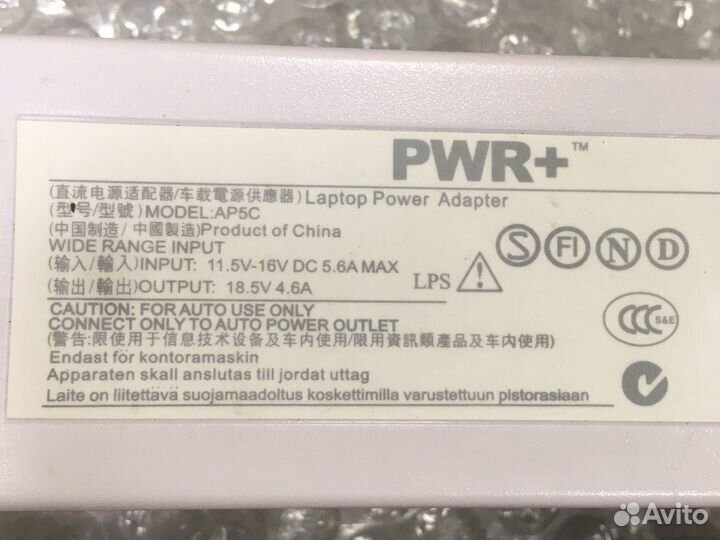 PWR+™
(直流电源适配器/车载電源供應器) Laptop Power Adapter
(型号/型號) MODEL:AP5C
(中国制造/ 中國製造)Product of China
WIDE RANGE INPUT
(输入/輸入)INPUT: 11.5V-16V DC 5.6A MAX
(输出/輸出)OUTPUT: 18.5V 4.6A
LPS
S FI N D
CAUTION: FOR AUTO USE ONLY
CONNECT ONLY TO AUTO POWER OUTLET
(警告:限使用于信息技术设备及车内使用/限用資訊類產品及车内使用)
Endast för kontoramaskin
Apparaten skall anslutas till jordat uttag
Laite on liitettävä suojamaadoltus koskettimilla varustettuun pistorasiaan
CCC S&E
Avito